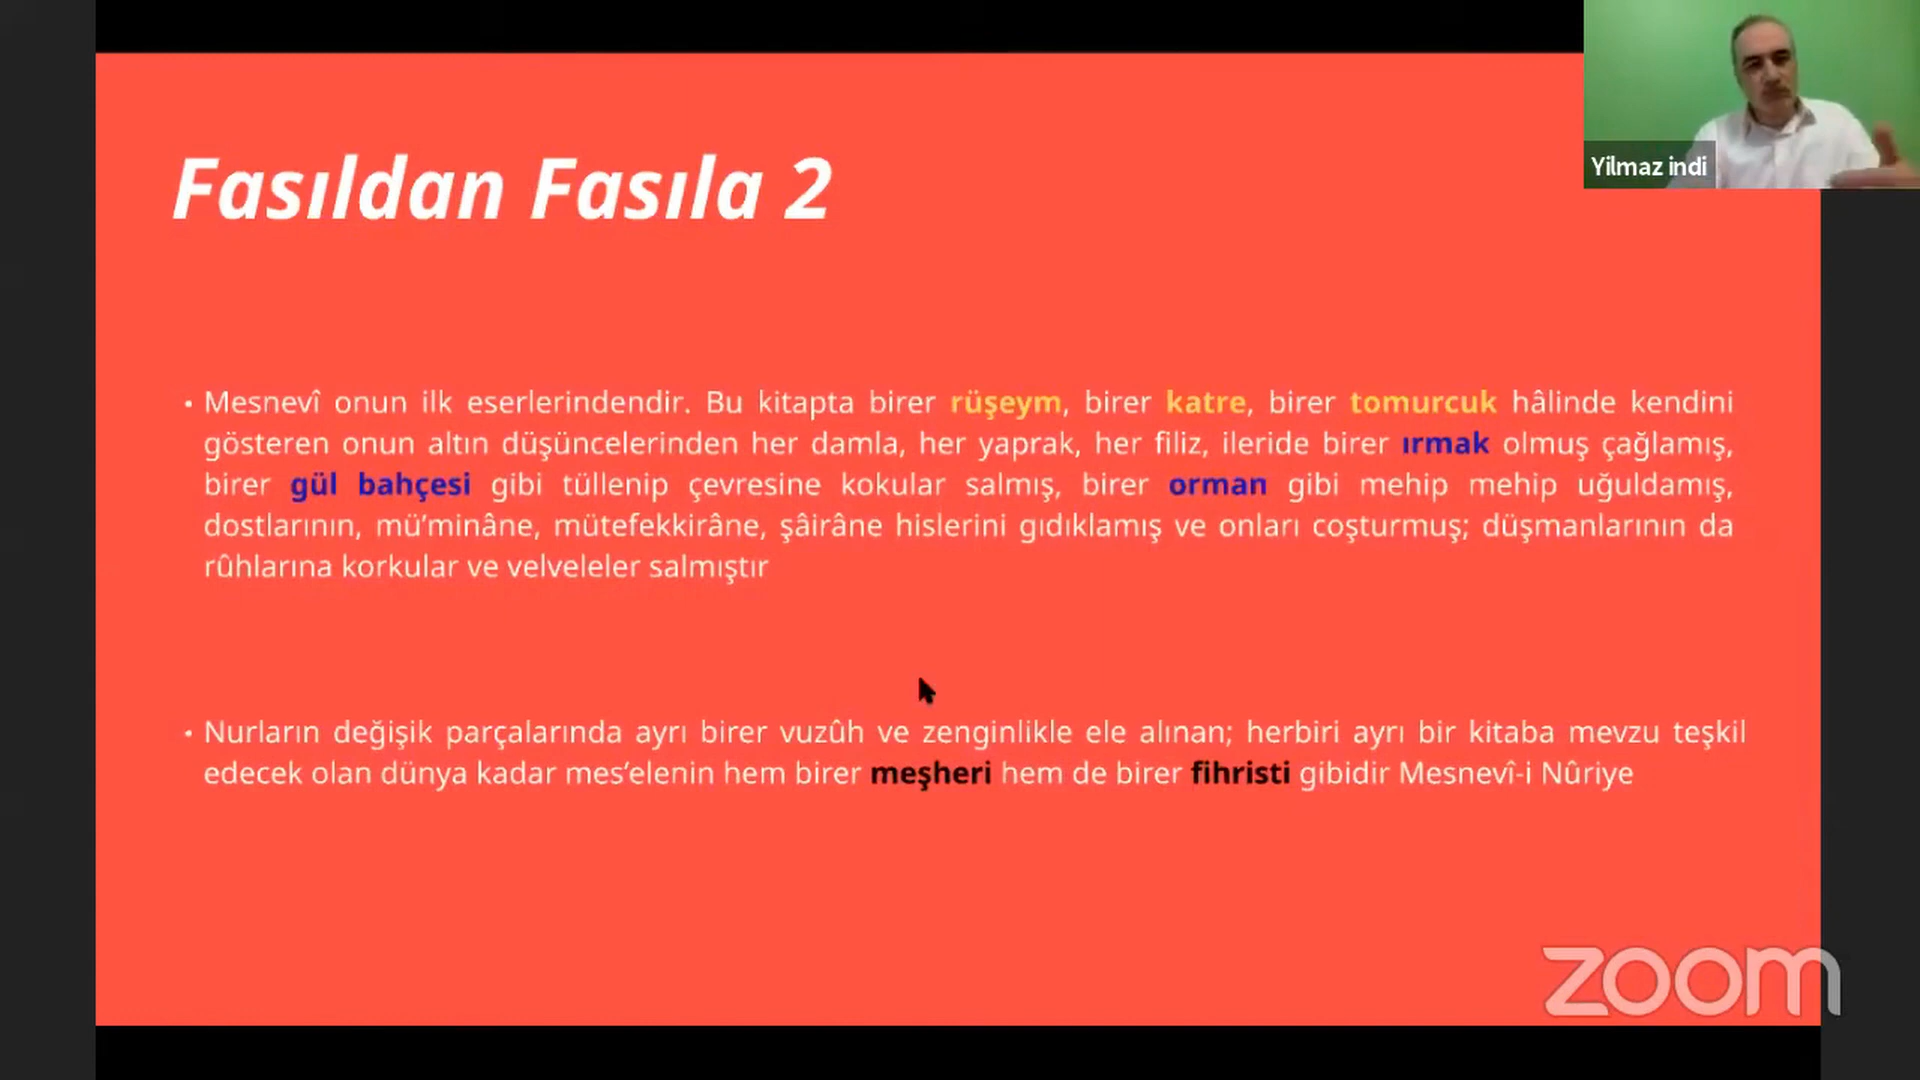 Yilmaz indi
Fasıldan Fasıla 2
• Mesnevî onun ilk eserlerindendir. Bu kitapta birer rüşeym, birer katre, birer tomurcuk hâlinde kendini
gösteren onun altın düşüncelerinden her damla, her yaprak, her filiz, ileride birer ırmak olmuş çağlamış,
birer gül bahçesi gibi tüllenip çevresine kokular salmış, birer orman gibi mehip mehip uğuldamış,
dostlarının, mü’minâne, mütefekkirâne, şâirâne hislerini gıdıklamış ve onları coşturmuş; düşmanlarının da
rûhlarına korkular ve velveleler salmıştır
• Nurların değişik parçalarında ayrı birer vuzûh ve zenginlikle ele alınan; herbiri ayrı bir kitaba mevzu teşkil
edecek olan dünya kadar mes’elenin hem birer meşheri hem de birer fihristi gibidir Mesnevî-i Nûriye
zoom